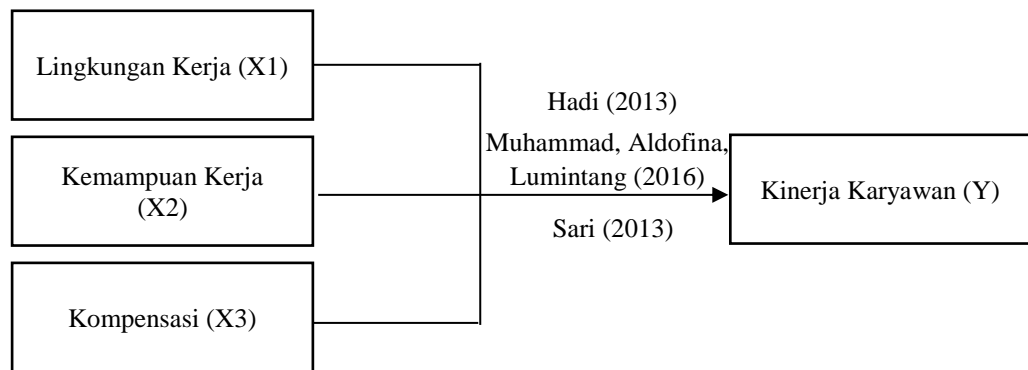 Lingkungan Kerja (X1)
Hadi (2013)
Muhammad, Aldofina,
Lumintang (2016)
Sari (2013)
Kemampuan Kerja
(X2)
Kinerja Karyawan (Y)
Kompensasi (X3)